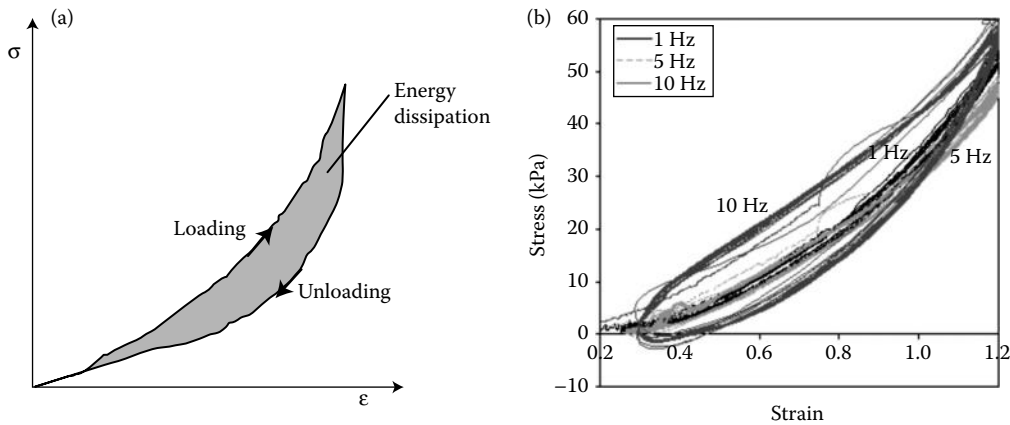 (a)
σ
Energy
dissipation
Loading
Unloading
ε
(b)
60
50
40
30
20
10
0
−10
Stress (kPa)
1 Hz
5 Hz
10 Hz
10 Hz
1 Hz
5 Hz
0.2
0.4
0.6
0.8
1.0
1.2
Strain